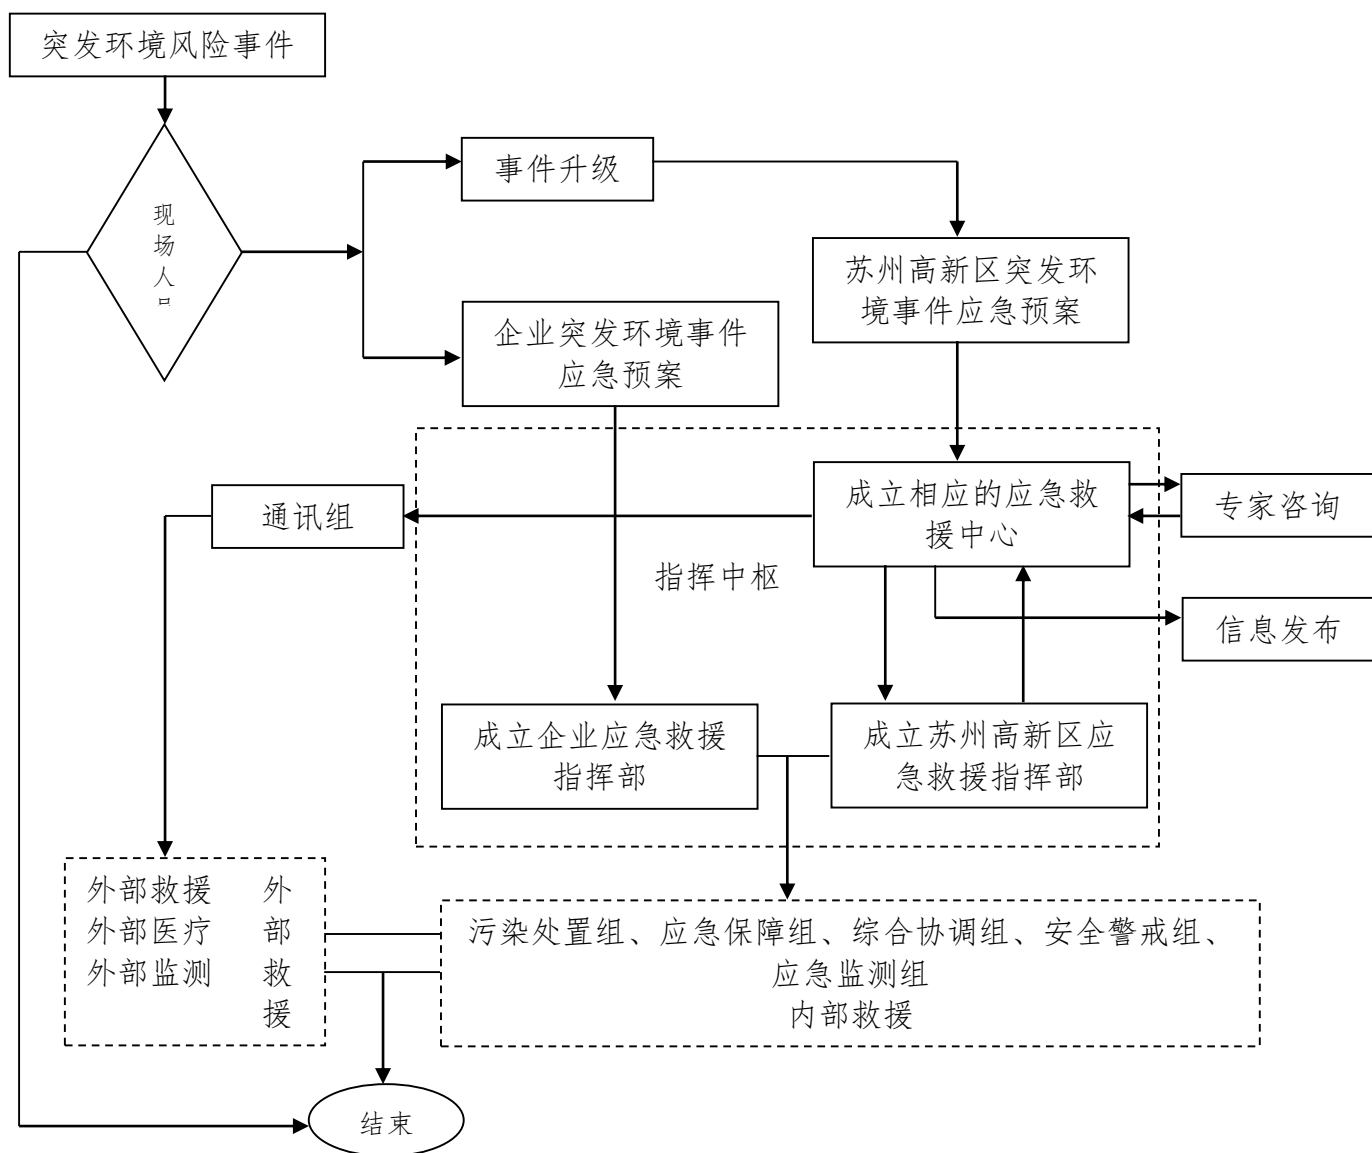 突发环境风险事件
事件升级
现
场
人
苏州高新区突发环
境事件应急预案
企业突发环境事件
应急预案
成立相应的应急救
援中心
专家咨询
通讯组
指挥中枢
信息发布
成立企业应急救援
指挥部
成立苏州高新区应
急救援指挥部
外部救援
外部医疗
外部监测
外
部
救
援
污染处置组、应急保障组、综合协调组、安全警戒组、
应急监测组
内部救援
结束